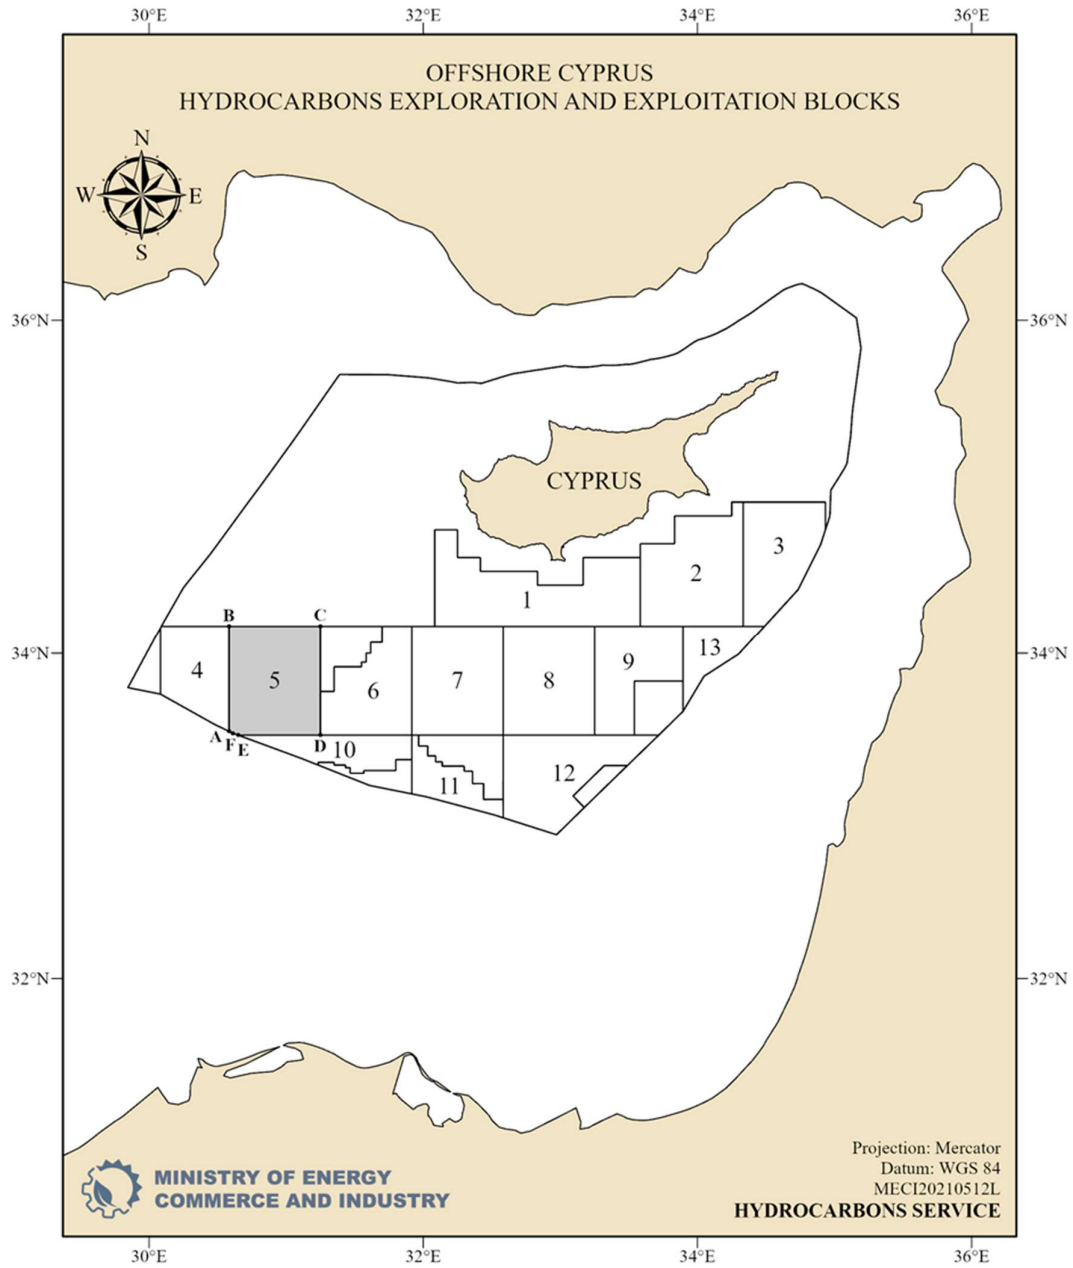 30°E 32°E 34°E 36°E
OFFSHORE CYPRUS
HYDROCARBONS EXPLORATION AND EXPLOITATION BLOCKS
N
W E
S
36°N 36°N
CYPRUS
3
2
1
B C
34°N 34°N
13
9
4 5 6 7 8
A F E D 10
11 12
32°N 32°N
MINISTRY OF ENERGY
COMMERCE AND INDUSTRY
Projection: Mercator
Datum: WGS 84
MECI20210512L
HYDROCARBONS SERVICE
30°E 32°E 34°E 36°E